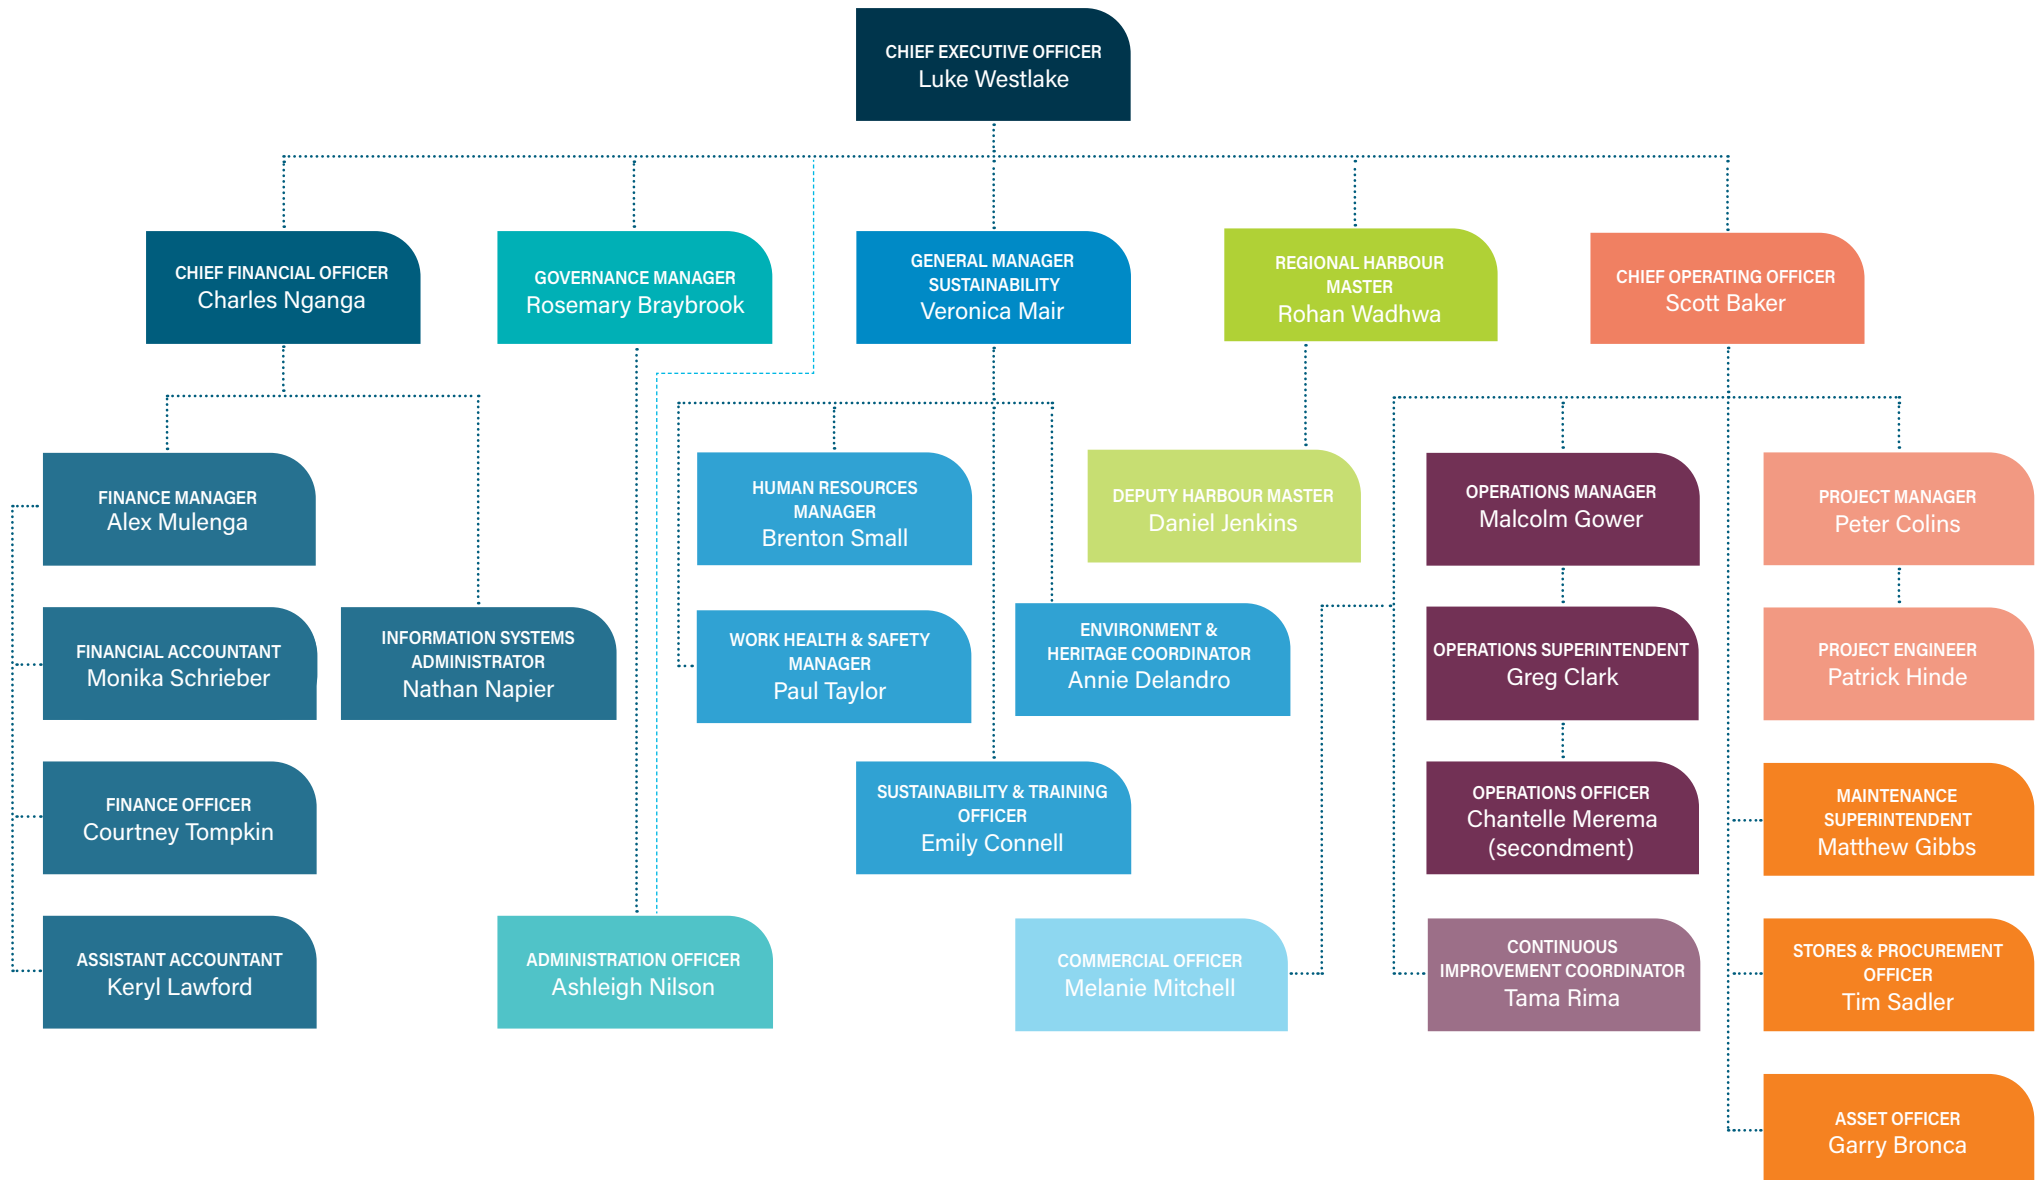 CHIEF EXECUTIVE OFFICER
Luke Westlake
CHIEF FINANCIAL OFFICER
Charles Nganga
GOVERNANCE MANAGER
Rosemary Braybrook
GENERAL MANAGER
SUSTAINABILITY
Veronica Mair
REGIONAL HARBOUR
MASTER
Rohan Wadhwa
CHIEF OPERATING OFFICER
Scott Baker
FINANCE MANAGER
Alex Mulenga
HUMAN RESOURCES
MANAGER
Brenton Small
DEPUTY HARBOUR MASTER
Daniel Jenkins
OPERATIONS MANAGER
Malcolm Gower
PROJECT MANAGER
Peter Colins
FINANCIAL ACCOUNTANT
Monika Schrieber
INFORMATION SYSTEMS
ADMINISTRATOR
Nathan Napier
WORK HEALTH & SAFETY
MANAGER
Paul Taylor
ENVIRONMENT &
HERITAGE COORDINATOR
Annie Delandro
OPERATIONS SUPERINTENDENT
Greg Clark
PROJECT ENGINEER
Patrick Hinde
FINANCE OFFICER
Courtney Tompkin
SUSTAINABILITY & TRAINING
OFFICER
Emily Connell
OPERATIONS OFFICER
Chantelle Merema
(secondment)
MAINTENANCE
SUPERINTENDENT
Matthew Gibbs
ASSISTANT ACCOUNTANT
Keryl Lawford
ADMINISTRATION OFFICER
Ashleigh Nilson
COMMERCIAL OFFICER
Melanie Mitchell
CONTINUOUS
IMPROVEMENT COORDINATOR
Tama Rima
STORES & PROCUREMENT
OFFICER
Tim Sadler
ASSET OFFICER
Garry Bronca